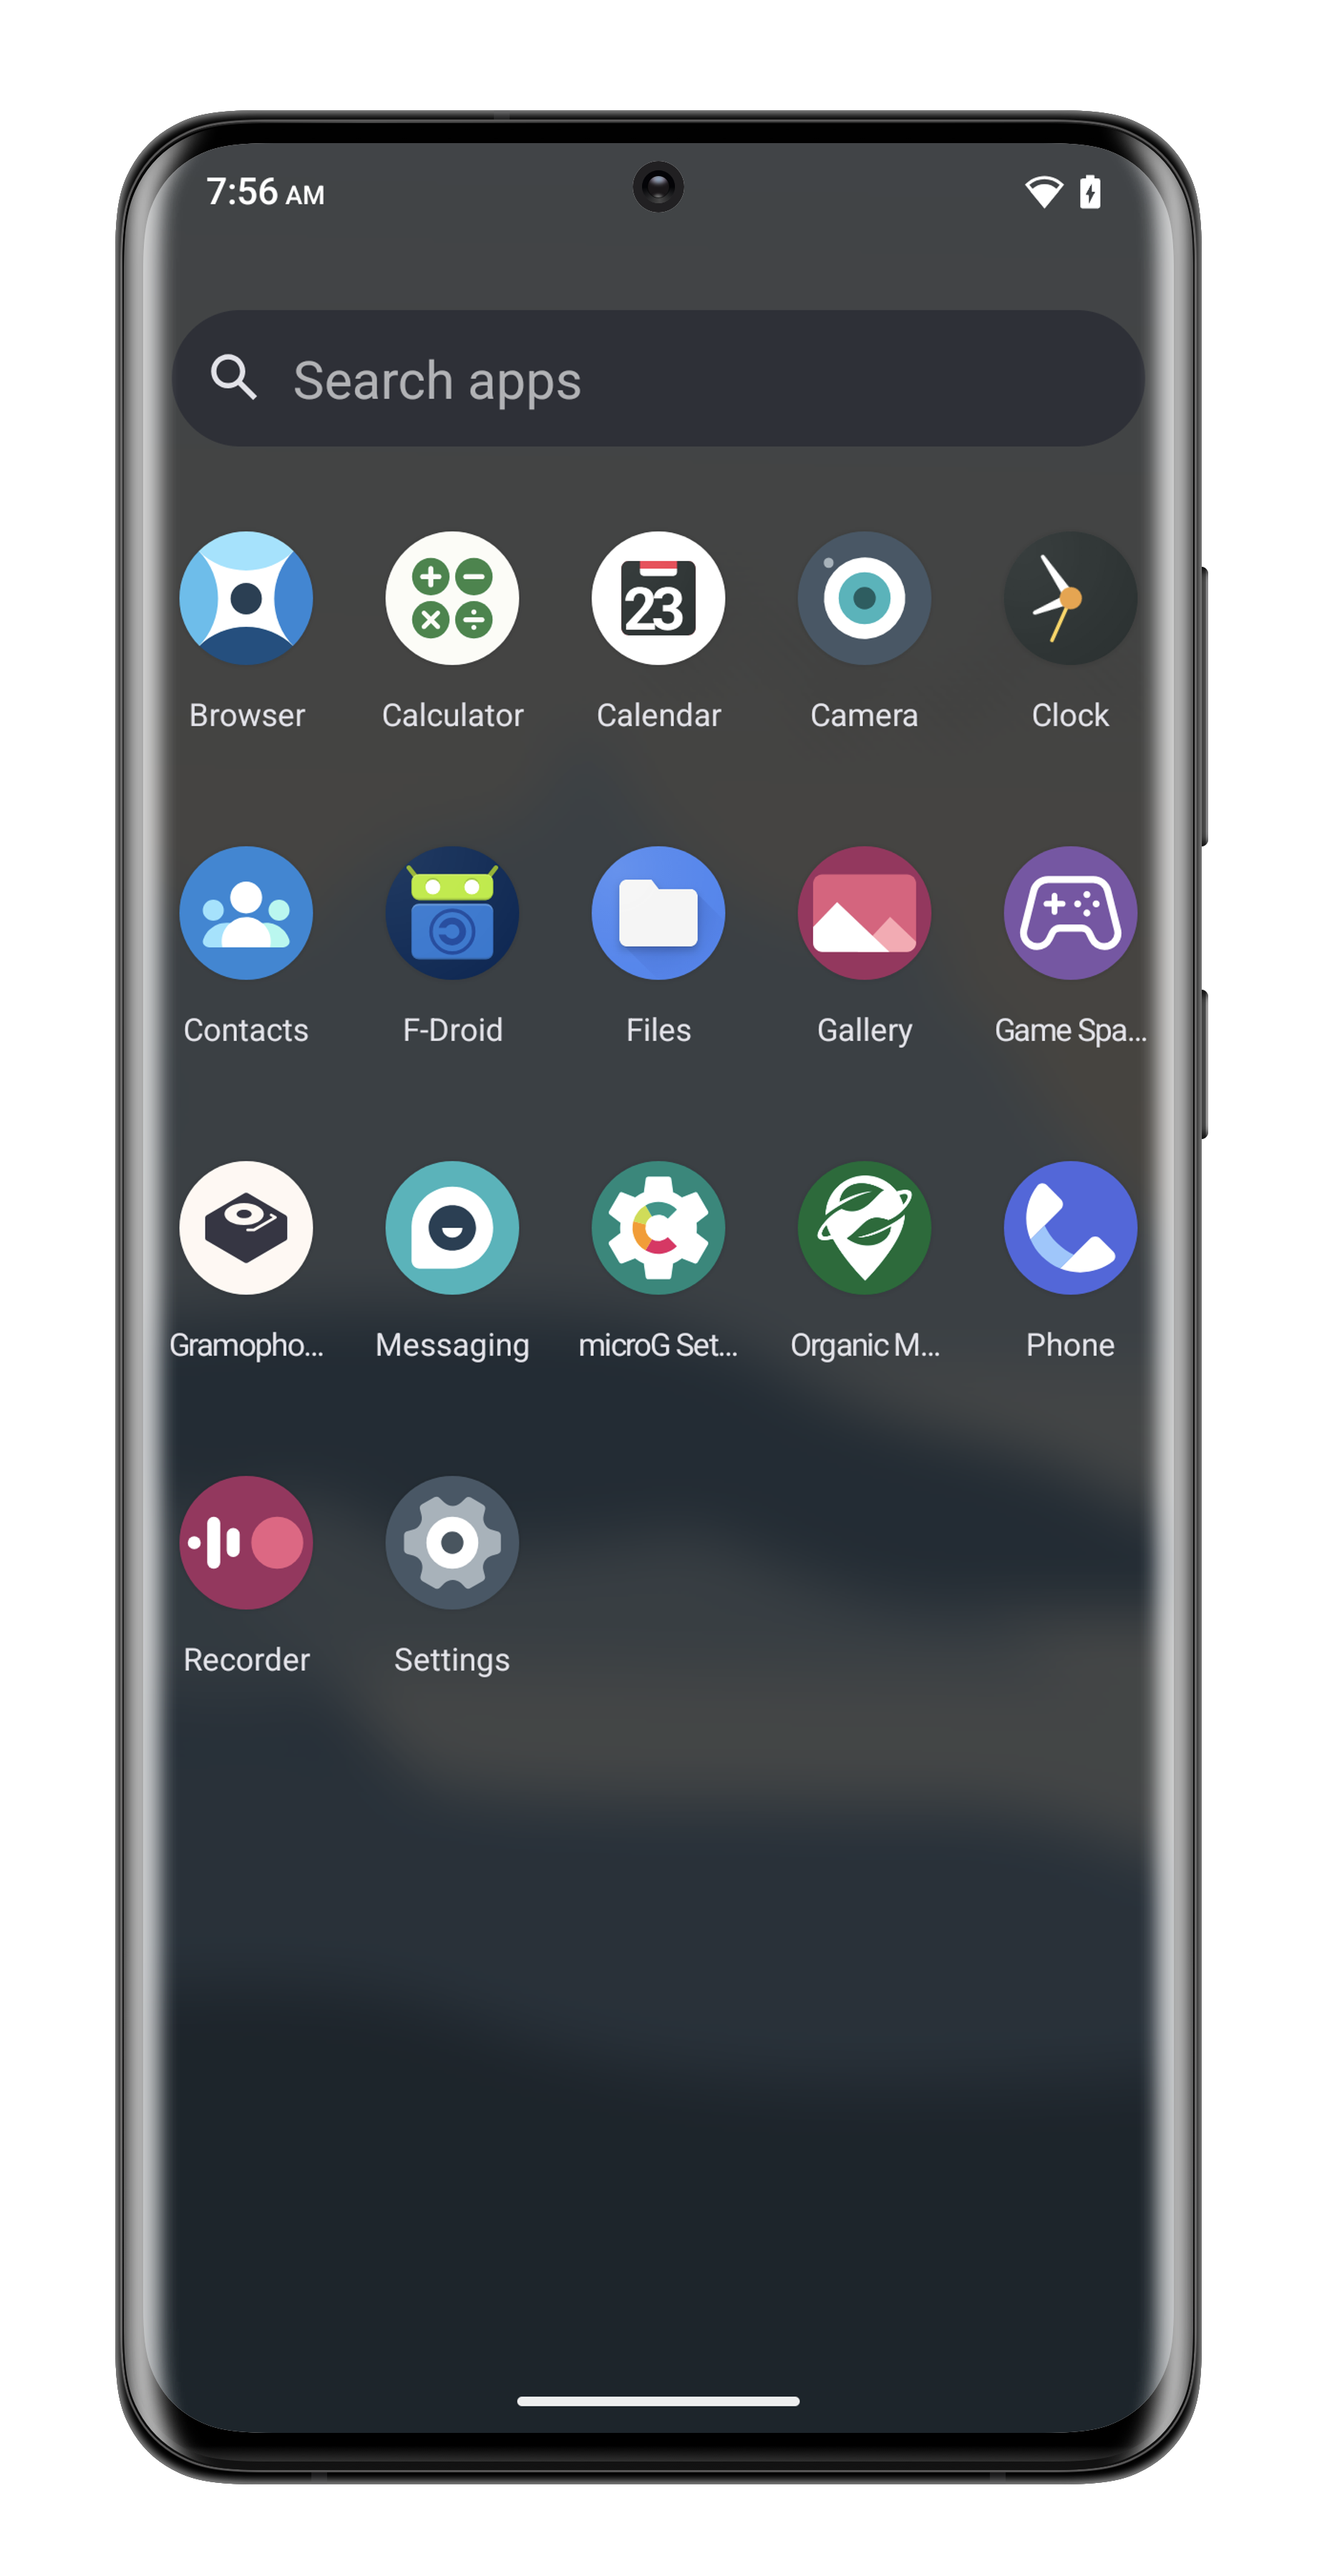 7:56 AM
Search apps
23
Browser
Calculator
Calendar
Camera
Clock
Contacts
F-Droid
Files
Gallery
Game Spa...
Gramopho...
Messaging
microG Set...
Organic M...
Phone
Recorder
Settings